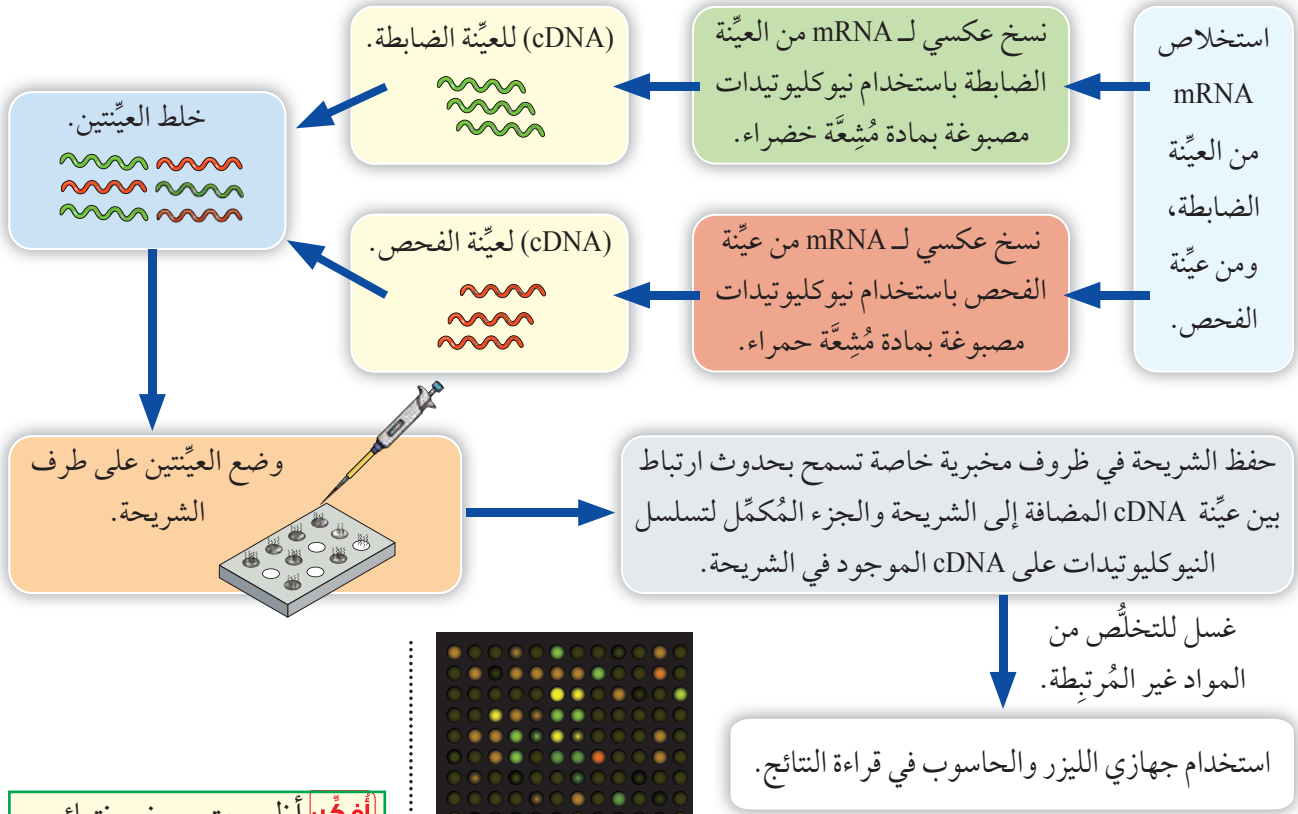 استخلاص
mRNA
من العيِّنة
الضابطة،
ومن عيِّنة
الفحص.
نسخ عكسي لـ mRNA من العيِّنة
الضابطة باستخدام نيوكليوتيدات
مصبوغة بمادة مُشِعَّة خضراء.
(cDNA) للعيِّنة الضابطة.
نسخ عكسي لـ mRNA من عيِّنة
الفحص باستخدام نيوكليوتيدات
مصبوغة بمادة مُشِعَّة حمراء.
(cDNA) لعيِّنة الفحص.
خلط العيِّنتين.
وضع العيِّنتين على طرف
الشريحة.
حفظ الشريحة في ظروف مخبرية خاصة تسمح بحدوث ارتباط
بين عيِّنة cDNA المضافة إلى الشريحة والجزء المُكمِّل لتسلسل
النيوكليوتيدات على cDNA الموجود في الشريحة.
غسل للتخلُّص من
المواد غير المُرتبِطة.
استخدام جهازي الليزر والحاسوب في قراءة النتائج.
أُفكِّر